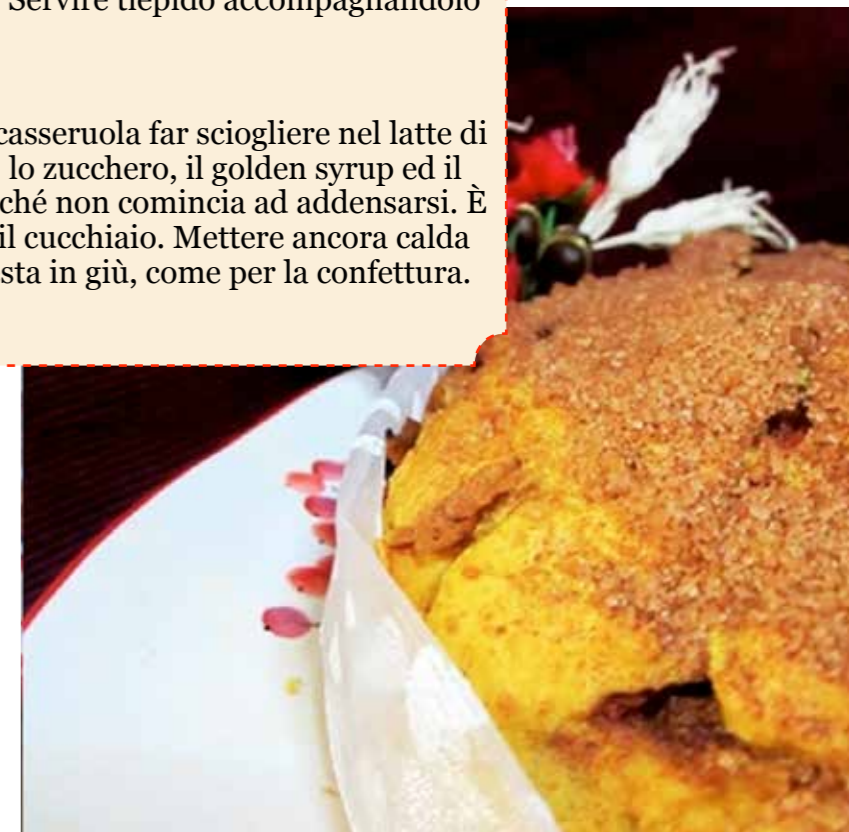 Servire tiepido accompagnandolo
casseruola far sciogliere nel latte di
lo zucchero, il golden syrup ed il
ché non comincia ad addensarsi. È
il cucchiaio. Mettere ancora calda
sta in giù, come per la confettura.